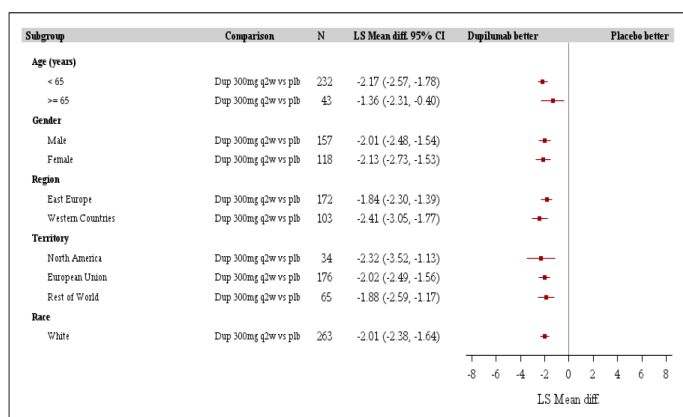 Subgroup Comparison N LS Mean diff. 95% CI Dupilumab better Placebo better
Age (years)
< 65 Dup 300mg q2w vs plb 232 -2.17 (-2.57, -1.78)
>= 65 Dup 300mg q2w vs plb 43 -1.36 (-2.31, -0.40)
Gender
Male Dup 300mg q2w vs plb 157 -2.01 (-2.48, -1.54)
Female Dup 300mg q2w vs plb 118 -2.13 (-2.73, -1.53)
Region
East Europe Dup 300mg q2w vs plb 172 -1.84 (-2.30, -1.39)
Western Countries Dup 300mg q2w vs plb 103 -2.41 (-3.05, -1.77)
Territory
North America Dup 300mg q2w vs plb 34 -2.32 (-3.52, -1.13)
European Union Dup 300mg q2w vs plb 176 -2.02 (-2.49, -1.56)
Rest of World Dup 300mg q2w vs plb 65 -1.88 (-2.59, -1.17)
Race
White Dup 300mg q2w vs plb 263 -2.01 (-2.38, -1.64)
-8 -6 -4 -2 0 2 4 6 8
LS Mean diff.